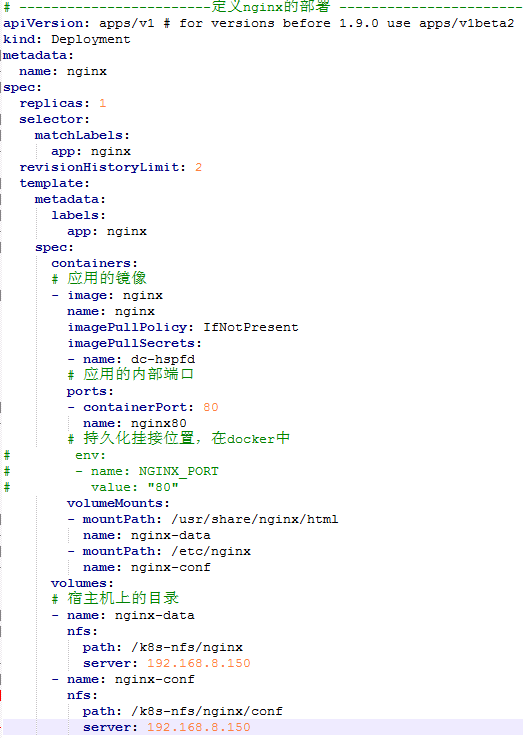 # -------------------------定义nginx的部署 -----------------------
apiVersion: apps/v1 # for versions before 1.9.0 use apps/v1beta2
kind: Deployment
metadata:
  name: nginx
spec:
  replicas: 1
  selector:
    matchLabels:
      app: nginx
  revisionHistoryLimit: 2
  template:
    metadata:
      labels:
        app: nginx
    spec:
      containers:
      # 应用的镜像
      - image: nginx
        name: nginx
        imagePullPolicy: IfNotPresent
        imagePullSecrets:
        - name: dc-hspfd
        # 应用的内部端口
        ports:
        - containerPort: 80
          name: nginx80
        # 持久化挂接位置，在docker中
#        env:
#        - name: NGINX_PORT
#          value: "80"
        volumeMounts:
        - mountPath: /usr/share/nginx/html
          name: nginx-data
        - mountPath: /etc/nginx
          name: nginx-conf
      volumes:
      # 宿主机上的目录
      - name: nginx-data
        nfs:
          path: /k8s-nfs/nginx
          server: 192.168.8.150
      - name: nginx-conf
        nfs:
          path: /k8s-nfs/nginx/conf
          server: 192.168.8.150